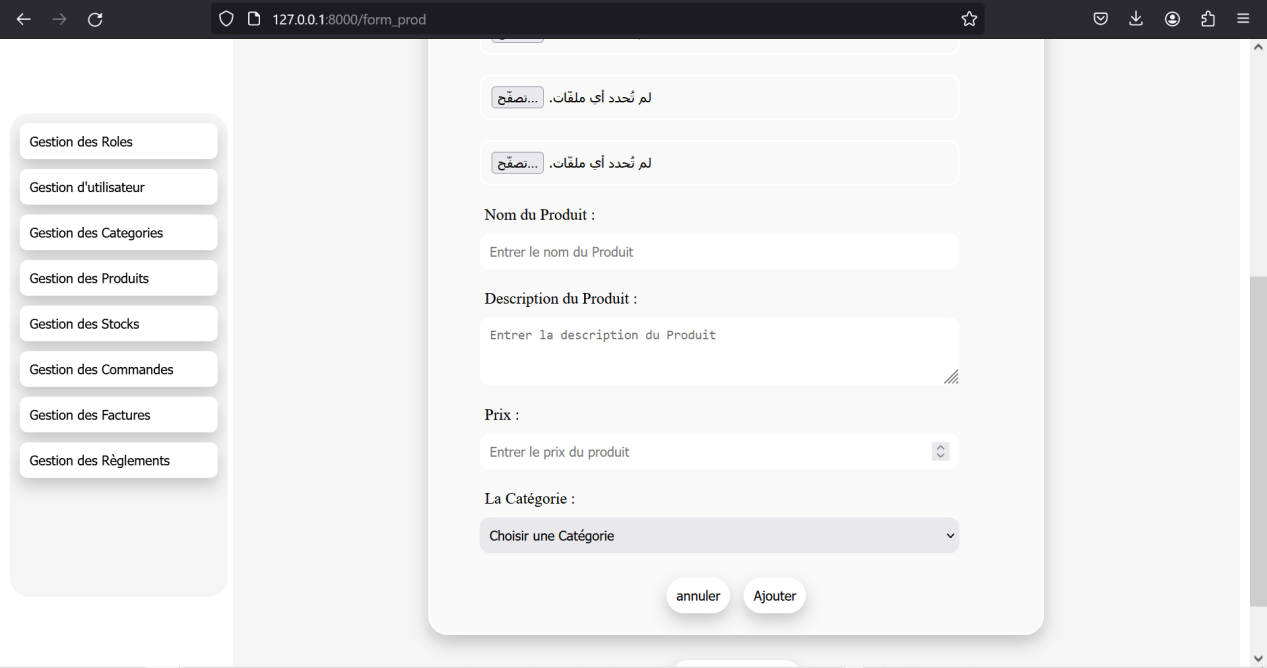 127.0.0.1:8000/form_prod
Gestion des Roles
Gestion d'utilisateur
Gestion des Categories
Gestion des Produits
Gestion des Stocks
Gestion des Commandes
Gestion des Factures
Gestion des Règlements
تصفّح... لم تُحدد أي ملفّات.
تصفّح... لم تُحدد أي ملفّات.
Nom du Produit :
Entrer le nom du Produit
Description du Produit :
Entrer la description du Produit
Prix :
Entrer le prix du produit
La Catégorie :
Choisir une Catégorie
annuler
Ajouter